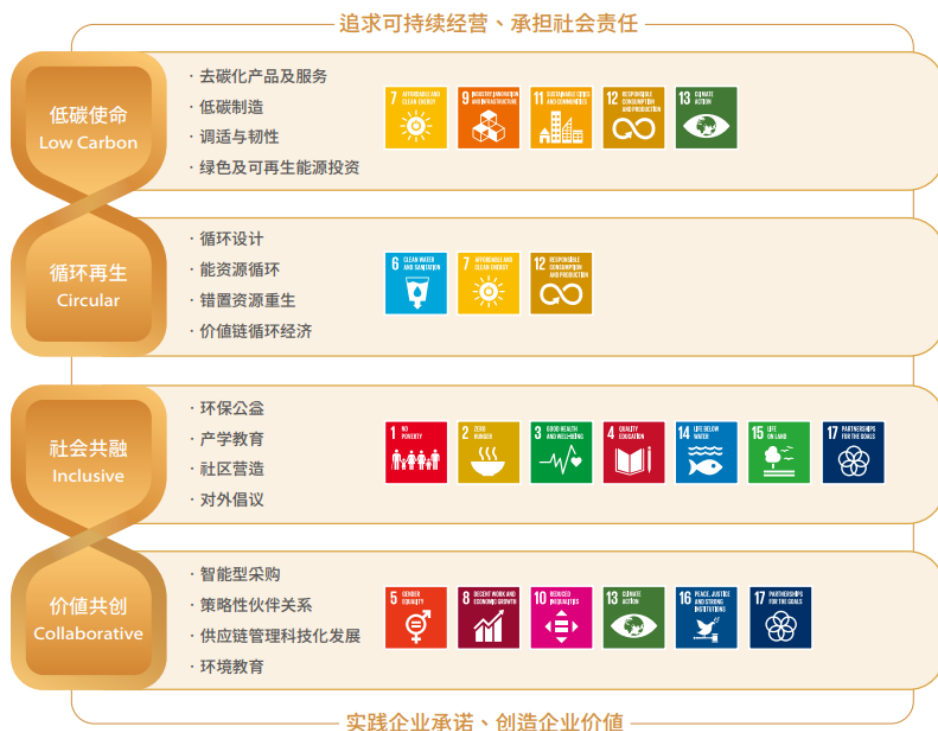 追求可持续经营、承担社会责任
低碳使命
Low Carbon
· 去碳化产品及服务
· 低碳制造
· 调适与韧性
· 绿色及可再生能源投资
7 AFFORDABLE AND
CLEAN ENERGY
9 INDUSTRY, INNOVATION
AND INFRASTRUCTURE
11 SUSTAINABLE CITIES
AND COMMUNITIES
12 RESPONSIBLE
CONSUMPTION
AND PRODUCTION
13 CLIMATE
ACTION
循环再生
Circular
· 循环设计
· 能资源循环
· 错置资源重生
· 价值链循环经济
6 CLEAN WATER
AND SANITATION
7 AFFORDABLE AND
CLEAN ENERGY
12 RESPONSIBLE
CONSUMPTION
AND PRODUCTION
社会共融
Inclusive
· 环保公益
· 产学教育
· 社区营造
· 对外倡议
1 NO
POVERTY
2 ZERO
HUNGER
3 GOOD HEALTH
AND WELL-BEING
4 QUALITY
EDUCATION
14 LIFE BELOW
WATER
15 LIFE
ON LAND
17 PARTNERSHIPS
FOR THE GOALS
价值共创
Collaborative
· 智能型采购
· 策略性伙伴关系
· 供应链管理科技化发展
· 环境教育
5 GENDER
EQUALITY
8 DECENT WORK AND
ECONOMIC GROWTH
10 REDUCED
INEQUALITIES
13 CLIMATE
ACTION
16 PEACE, JUSTICE
AND STRONG
INSTITUTIONS
17 PARTNERSHIPS
FOR THE GOALS
实践企业承诺、创造企业价值